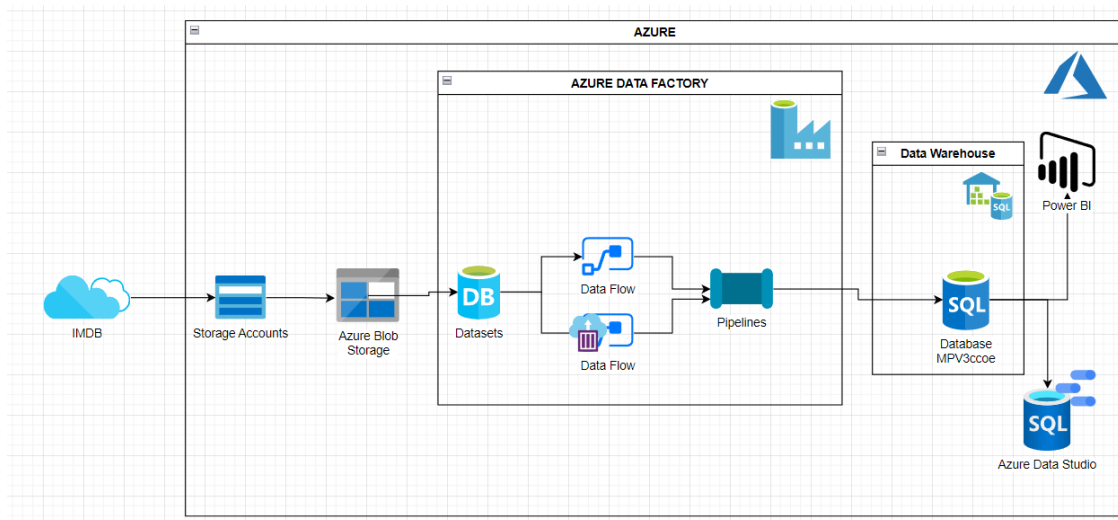 AZURE
AZURE DATA FACTORY
Data Warehouse
SQL
Power BI
IMDB
Storage Accounts
Azure Blob
Storage
DB
Datasets
Data Flow
Data Flow
Pipelines
SQL
Database
MPV3ccoe
SQL
Azure Data Studio